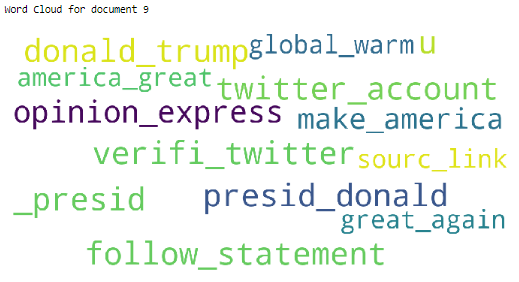 Word Cloud for document 9
donald_trump global_warm u
america_great twitter_account
opinion_express make_america
verifi_twitter sourc_link
_presid presid_donald
great_again
follow_statement